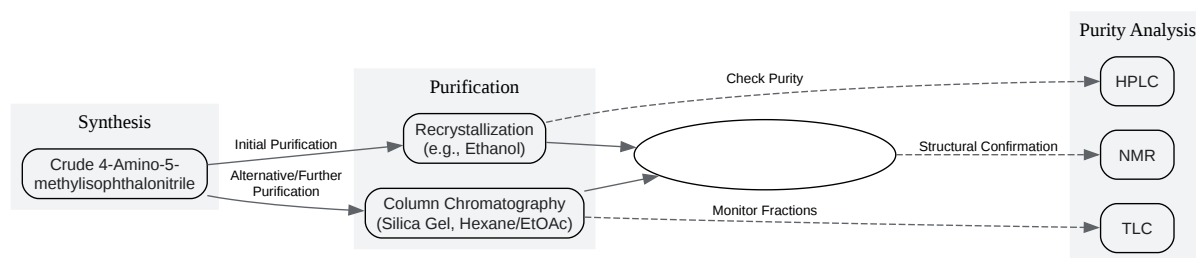 Synthesis
Crude 4-Amino-5-
methylisophthalonitrile
Initial Purification
Alternative/Further
Purification
Purification
Recrystallization
(e.g., Ethanol)
Column Chromatography
(Silica Gel, Hexane/EtOAc)
Check Purity
Structural Confirmation
Monitor Fractions
Purity Analysis
HPLC
NMR
TLC